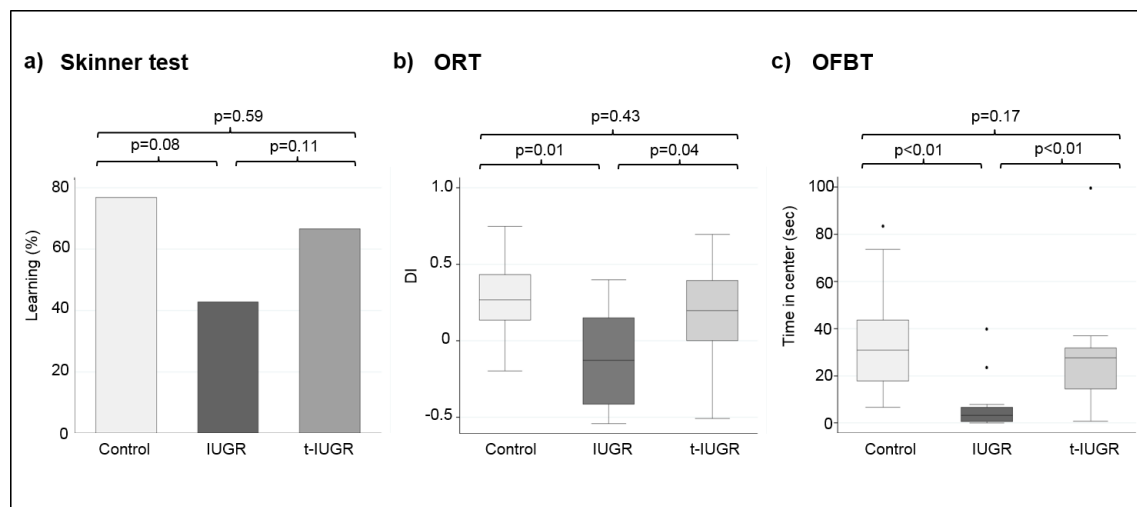 a) Skinner test
p=0.59
p=0.08
p=0.11
Learning (%)
80
60
40
20
0
Control
IUGR
t-IUGR
b) ORT
p=0.43
p=0.01
p=0.04
DI
1.0
0.5
0
-0.5
Control
IUGR
t-IUGR
c) OFBT
p=0.17
p<0.01
p<0.01
Time in center (sec)
100
80
60
40
20
0
Control
IUGR
t-IUGR